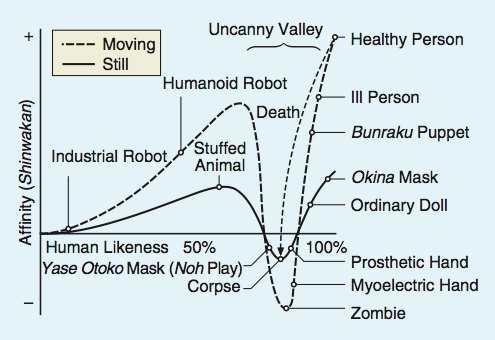 +
Moving
Still
Uncanny Valley
Healthy Person
Humanoid Robot
Ill Person
Death
Bunraku Puppet
Industrial Robot
Stuffed
Animal
Okina Mask
Ordinary Doll
Affinity (Shinwakan)
Human Likeness 50% 100%
Yase Otoko Mask (Noh Play)
Prosthetic Hand
Corpse
Myoelectric Hand
–
Zombie